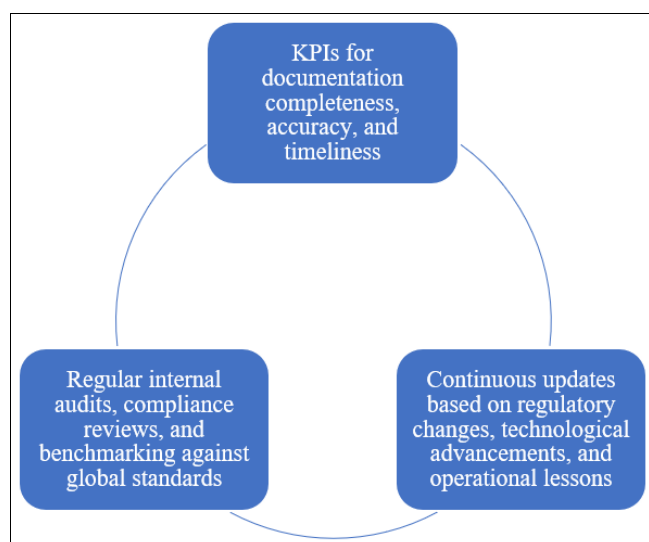 KPIs for
documentation
completeness,
accuracy, and
timeliness
Regular internal
audits, compliance
reviews, and
benchmarking against
global standards
Continuous updates
based on regulatory
changes, technological
advancements, and
operational lessons